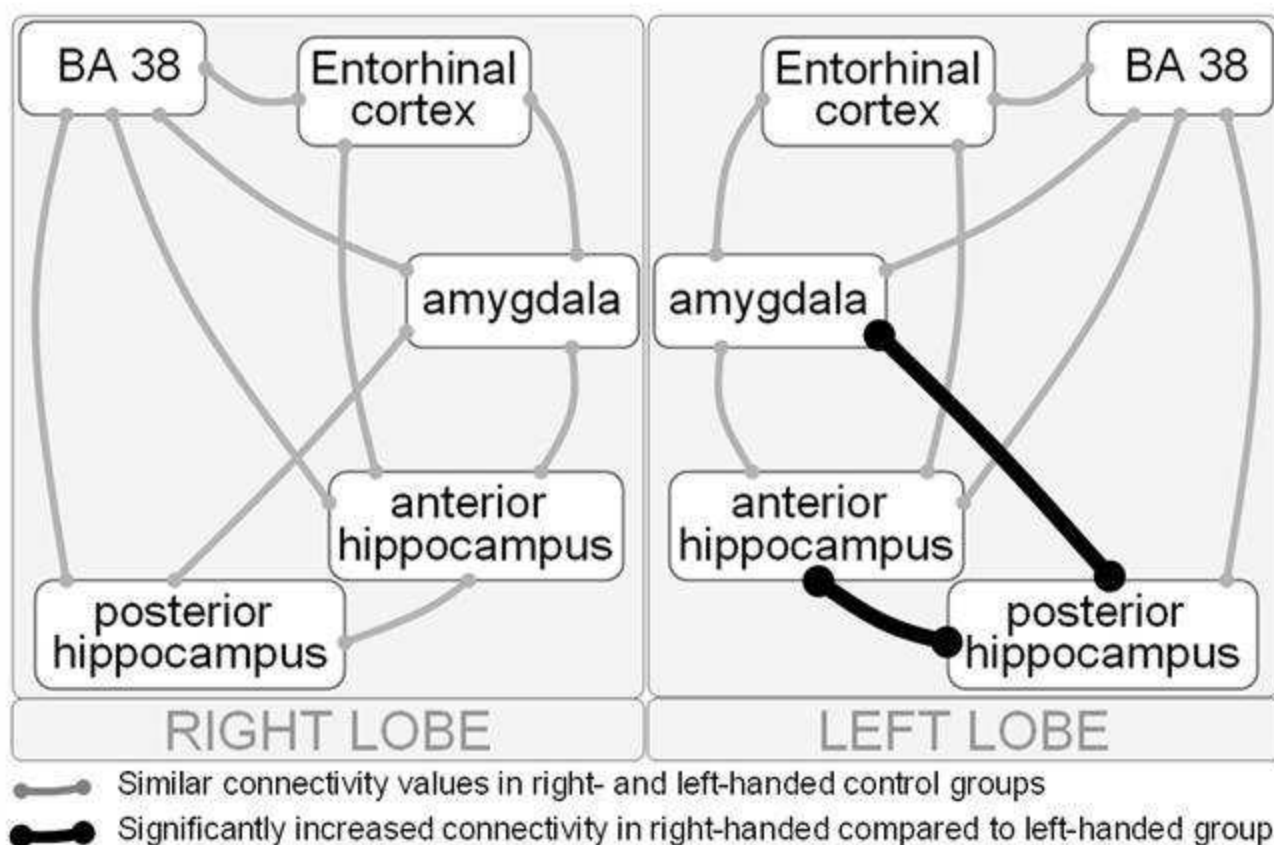 BA 38
Entorhinal
cortex
amygdala
anterior
hippocampus
posterior
hippocampus
RIGHT LOBE
Entorhinal
cortex
BA 38
amygdala
anterior
hippocampus
posterior
hippocampus
LEFT LOBE
Similar connectivity values in right- and left-handed control groups
Significantly increased connectivity in right-handed compared to left-handed group